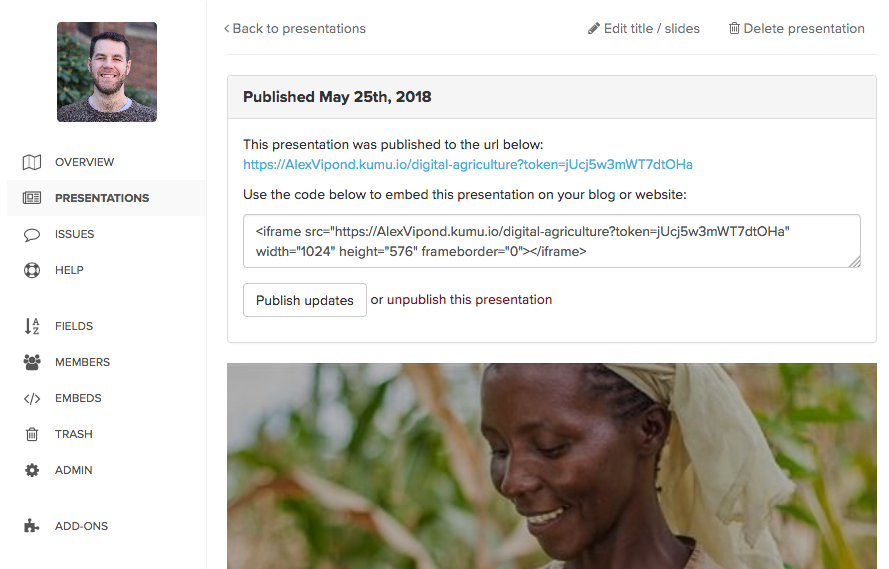 Back to presentations
Edit title / slides
Delete presentation
OVERVIEW
PRESENTATIONS
ISSUES
HELP
FIELDS
MEMBERS
EMBEDS
TRASH
ADMIN
ADD-ONS
Published May 25th, 2018
This presentation was published to the url below:
https://AlexVipond.kumu.io/digital-agriculture?token=jUcj5w3mWT7dtOHa
Use the code below to embed this presentation on your blog or website:
<iframe src="https://AlexVipond.kumu.io/digital-agriculture?token=jUcj5w3mWT7dtOHa"
width="1024" height="576" frameborder="0"></iframe>
Publish updates or unpublish this presentation